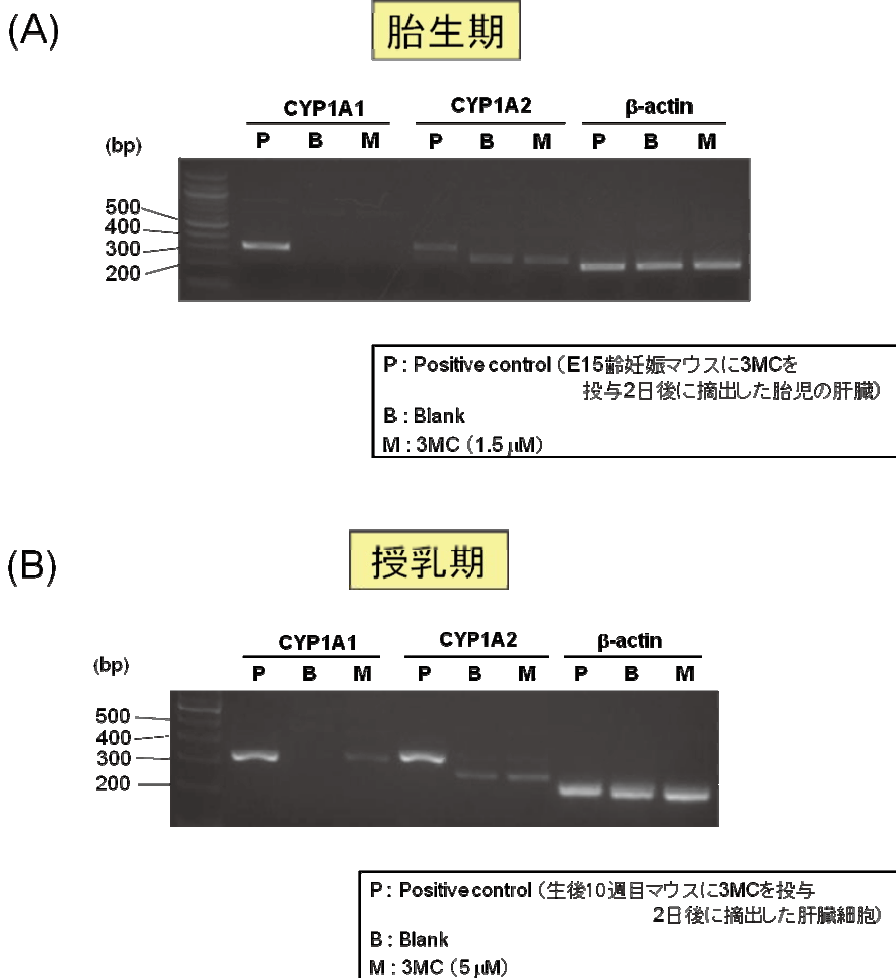 (A)
胎生期
CYP1A1 CYP1A2 β-actin
(bp) P B M P B M P B M
500
400
300
200
P : Positive control (E15齢妊娠マウスに3MCを
投与2日後に摘出した胎児の肝臓)
B : Blank
M : 3MC (1.5 μM)
(B)
授乳期
CYP1A1 CYP1A2 β-actin
(bp) P B M P B M P B M
500
400
300
200
P : Positive control (生後10週目マウスに3MCを投与
2日後に摘出した肝臓細胞)
B : Blank
M : 3MC (5 μM)